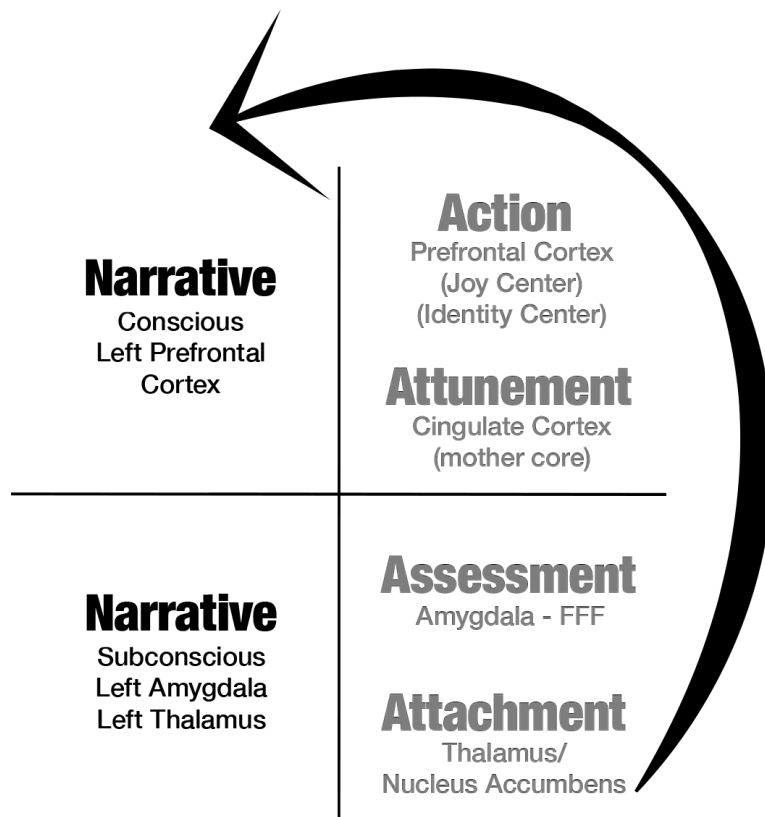 Narrative
Conscious
Left Prefrontal
Cortex
Action
Prefrontal Cortex
(Joy Center)
(Identity Center)
Attunement
Cingulate Cortex
(mother core)
Narrative
Subconscious
Left Amygdala
Left Thalamus
Assessment
Amygdala - FFF
Attachment
Thalamus/
Nucleus Accumbens